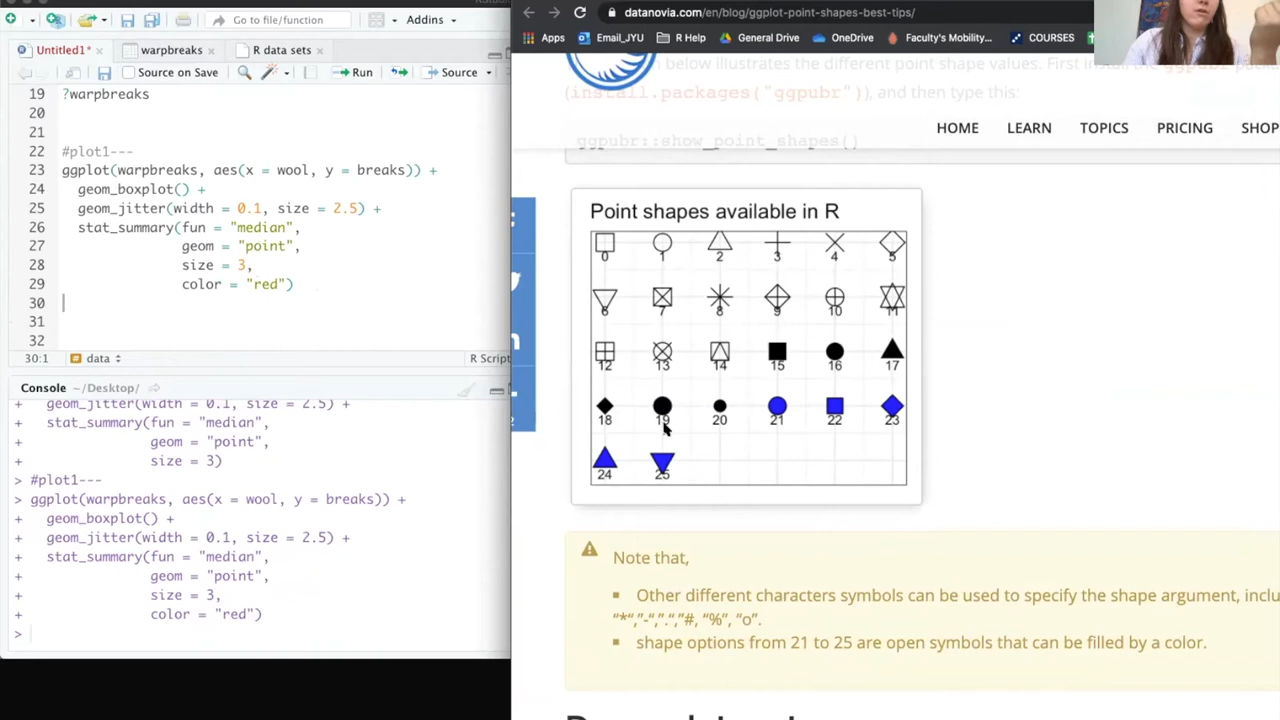 Go to file/function
Addins
Untitled1*
warpbreaks
R data sets
Source on Save
Run
Source
19 ?warpbreaks
20
21
22 #plot1---
23 ggplot(warpbreaks, aes(x = wool, y = breaks)) +
24 geom_boxplot() +
25 geom_jitter(width = 0.1, size = 2.5) +
26 stat_summary(fun = "median",
27 geom = "point",
28 size = 3,
29 color = "red")
30
31
32
30:1 data R Script
Console ~/Desktop/
+ geom_jitter(width = 0.1, size = 2.5) +
+ stat_summary(fun = "median",
+ geom = "point",
+ size = 3)
> #plot1---
> ggplot(warpbreaks, aes(x = wool, y = breaks)) +
+ geom_boxplot() +
+ geom_jitter(width = 0.1, size = 2.5) +
+ stat_summary(fun = "median",
+ geom = "point",
+ size = 3,
+ color = "red")
>
datanovia.com/en/blog/ggplot-point-shapes-best-tips/
Apps Email_JYU R Help General Drive OneDrive Faculty's Mobility... COURSES
below illustrates the different point shape values. First install the ggpubr
(install.packages("ggpubr")), and then type this:
HOME LEARN TOPICS PRICING SHOP
ggpubr::show_point_shapes()
Point shapes available in R
0 1 2 3 4 5
6 7 8 9 10 11
12 13 14 15 16 17
18 19 20 21 22 23
24 25
Note that,
Other different characters symbols can be used to specify the shape argument,
"*","-",".","#, "%", "o".
shape options from 21 to 25 are open symbols that can be filled by a color.